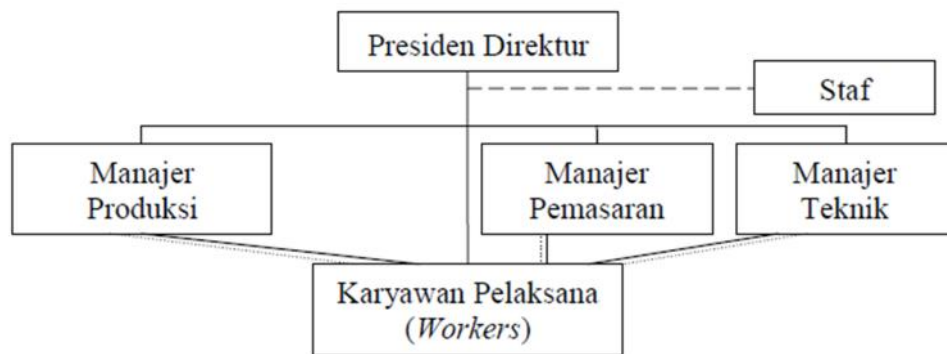 Presiden Direktur
Staf
Manajer
Produksi
Manajer
Pemasaran
Manajer
Teknik
Karyawan Pelaksana
(Workers)